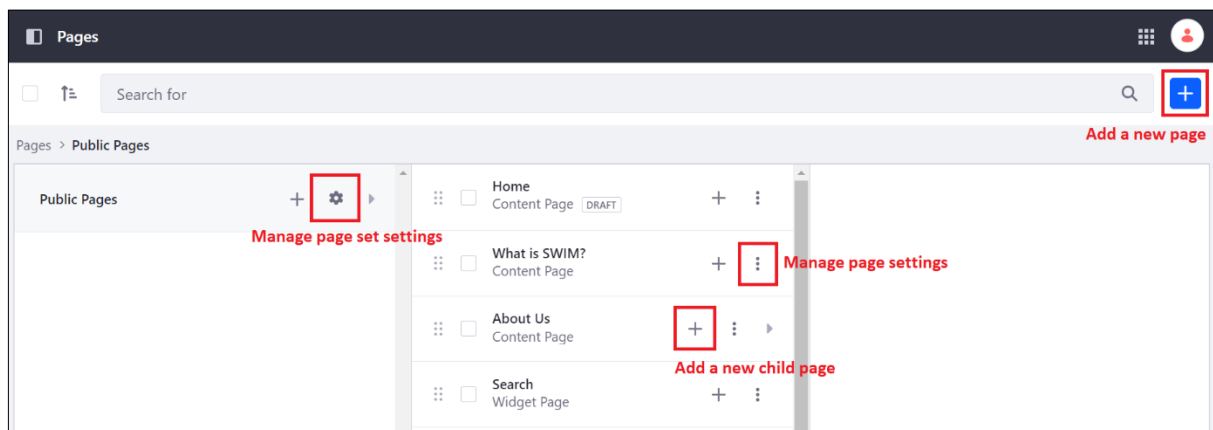 Pages
Search for
Add a new page
Pages > Public Pages
Public Pages
Manage page set settings
Home
Content Page DRAFT
What is SWIM?
Content Page
Manage page settings
About Us
Content Page
Add a new child page
Search
Widget Page